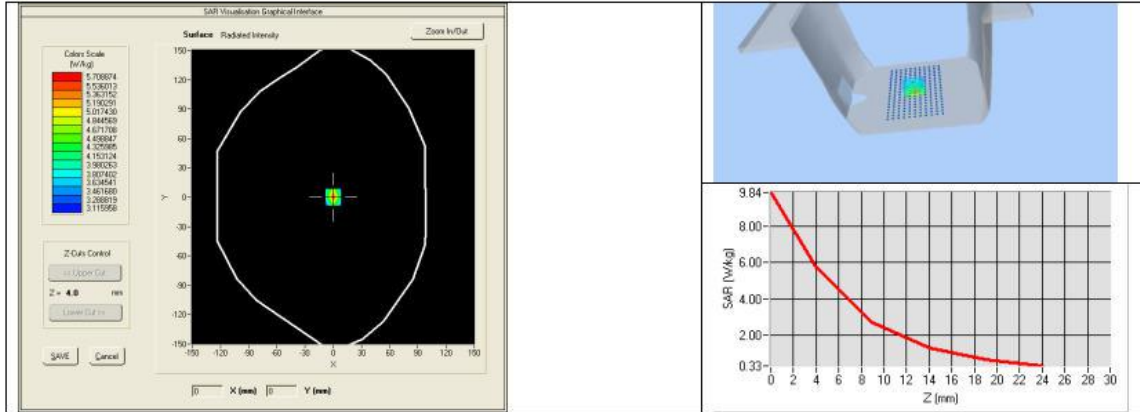 SAR Visualisation Graphical Interface
Surface Radiated Intensity
Zoom In/Out
Colors Scale
(W/kg)
5.708874
5.536013
5.363152
5.190291
5.017430
4.844569
4.671708
4.498847
4.325985
4.153124
3.980263
3.807402
3.634541
3.461680
3.288819
3.115958
Z-Cuts Control
<< Upper Cut
Z = 4.0 mm
Lower Cut >>
SAVE Cancel
150
120
90
60
30
0
-30
-60
-90
-120
-150
Y
-150 -120 -90 -60 -30 0 30 60 90 120 150
X
0 X (mm) 0 Y (mm)
9.84
8.00
6.00
4.00
2.00
0.33
SAR (W/kg)
0 2 4 6 8 10 12 14 16 18 20 22 24 26 28 30
Z (mm)